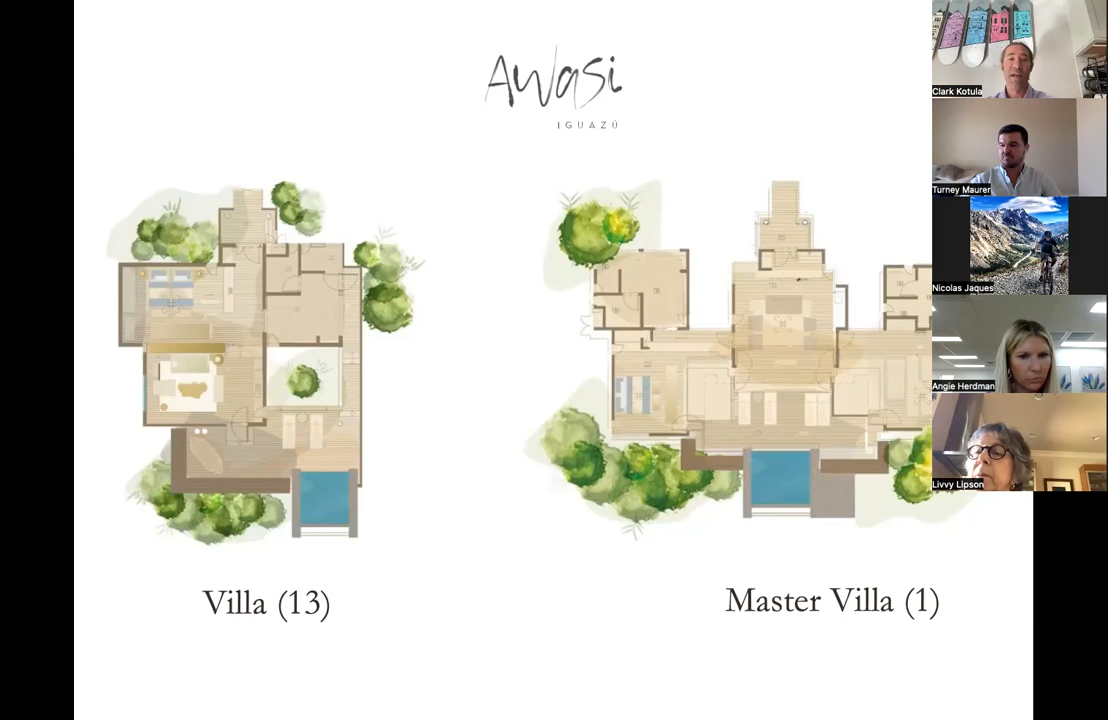 Awasi
IGUAZÚ
Villa (13)
Master Villa (1)
Clark Kotula
Turney Maurer
Nicolas Jaques
Angie Herdman
Livvy Lipson